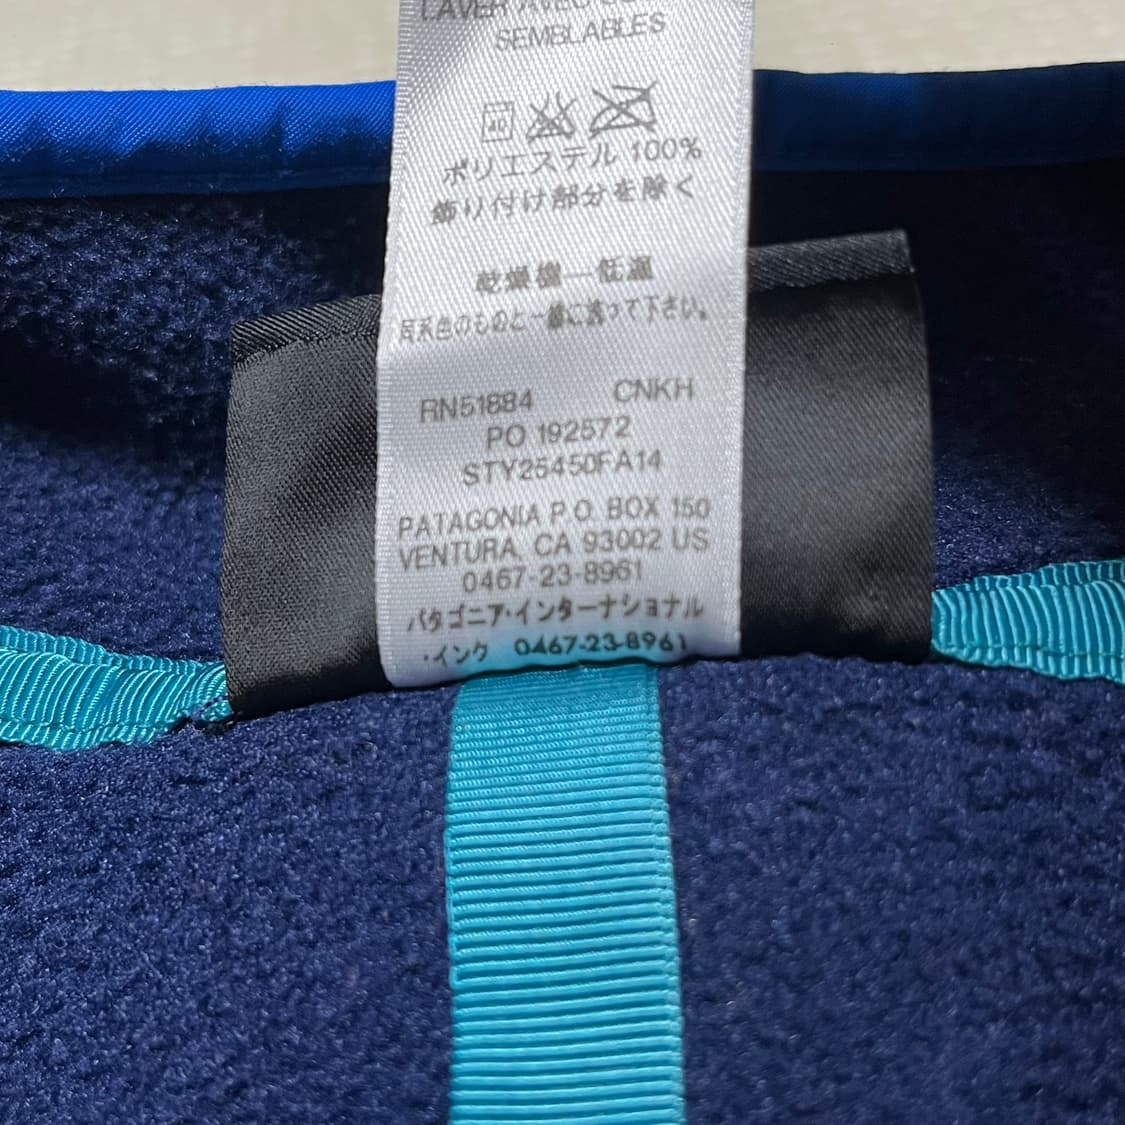 LAVER AVEC
SEMBLABLES
40
ポリエステル 100%
飾り付け部分を除く
乾燥機—低温
同系色のものと一緒に洗って下さい。
RN51884 CNKH
PO 192572
STY25450FA14
PATAGONIA P.O. BOX 150
VENTURA, CA 93002 US
0467-23-8961
パタゴニア・インターナショナル
・インク 0467-23-8961